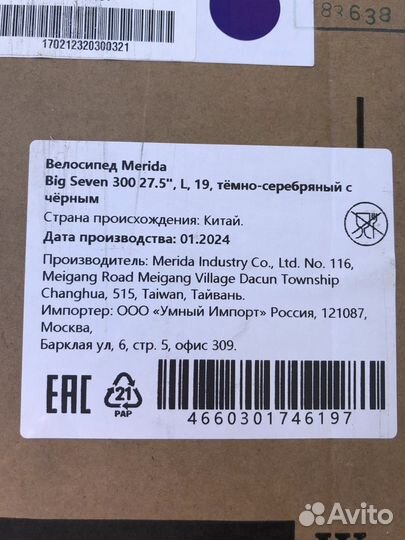 170212320300321
83638
Велосипед Merida
Big Seven 300 27.5", L, 19, тёмно-серебряный с
чёрным
Страна происхождения: Китай.
Дата производства: 01.2024
Производитель: Merida Industry Co., Ltd. No. 116,
Meigang Road Meigang Village Dacun Township
Changhua, 515, Taiwan, Тайвань.
Импортер: ООО «Умный Импорт» Россия, 121087,
Москва,
Барклая ул, 6, стр. 5, офис 309.
EAC
21
PAP
4660301746197
Avito